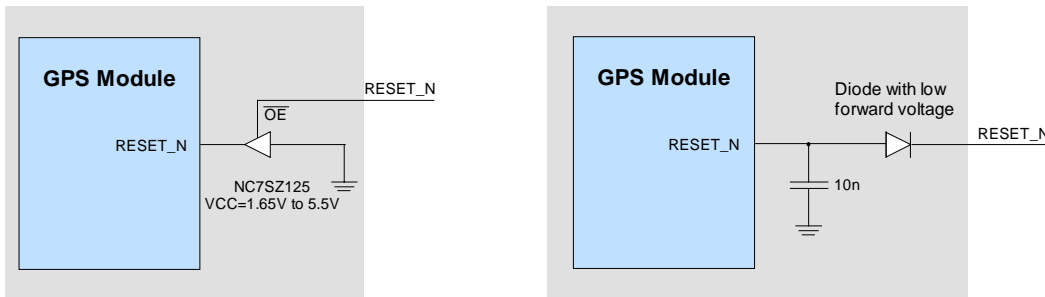 GPS Module
RESET_N
OE
RESET_N
NC7SZ125
VCC=1.65V to 5.5V
GPS Module
Diode with low
forward voltage
RESET_N
RESET_N
10n